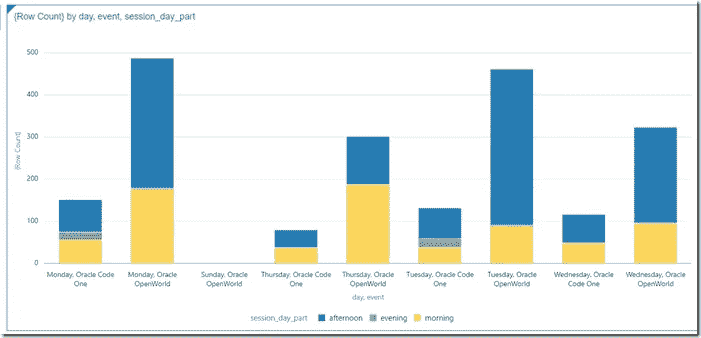 {Row Count} by day, event, session_day_part
500
400
300
200
100
0
{Row Count}
Monday, Oracle Code
One
Monday, Oracle
OpenWorld
Sunday, Oracle
OpenWorld
Thursday, Oracle Code
One
Thursday, Oracle
OpenWorld
Tuesday, Oracle Code
One
Tuesday, Oracle
OpenWorld
Wednesday, Oracle
Code One
Wednesday, Oracle
OpenWorld
day, event
session_day_part afternoon evening morning